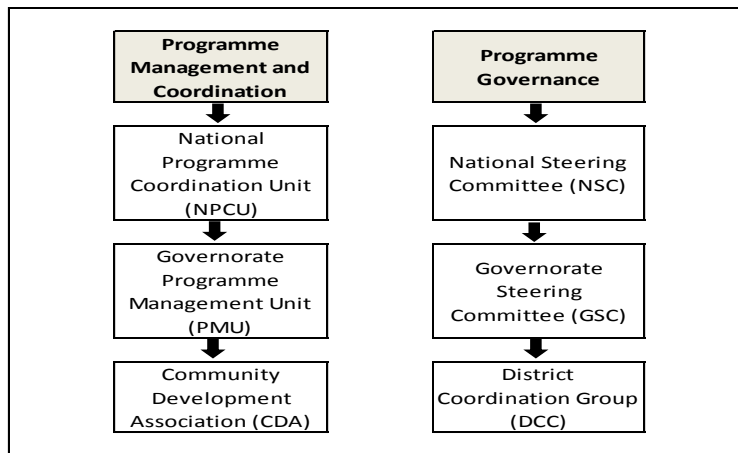 Programme
Management and
Coordination
National
Programme
Coordination Unit
(NPCU)
Governorate
Programme
Management Unit
(PMU)
Community
Development
Association (CDA)
Programme
Governance
National Steering
Committee (NSC)
Governorate
Steering
Committee (GSC)
District
Coordination Group
(DCC)